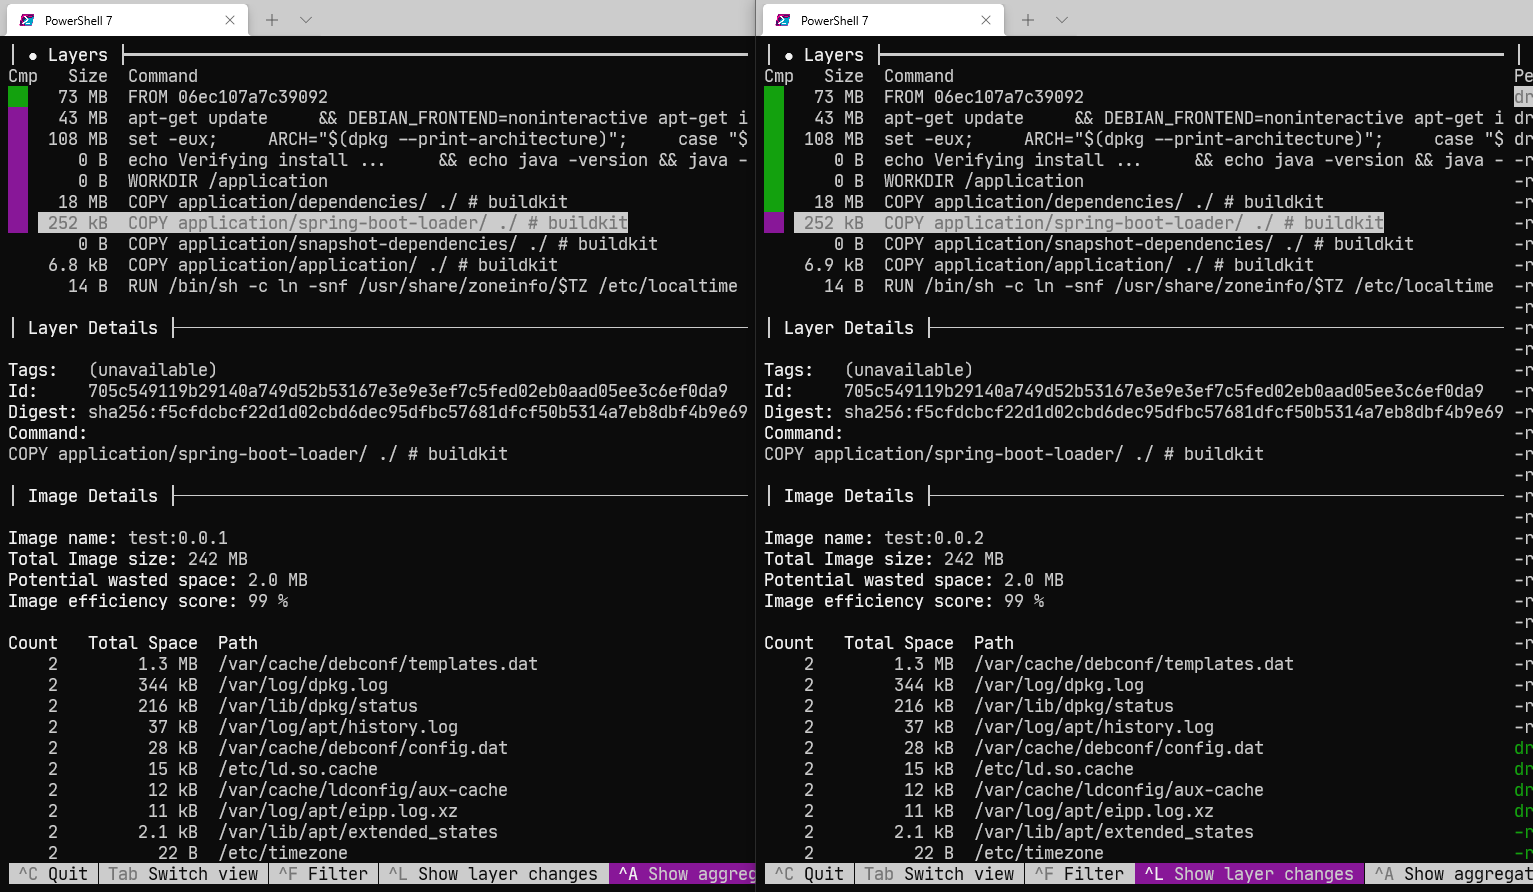 PowerShell 7
│ ● Layers ├
Cmp Size Command
73 MB FROM 06ec107a7c39092
43 MB apt-get update && DEBIAN_FRONTEND=noninteractive apt-get i
108 MB set -eux; ARCH="$(dpkg --print-architecture)"; case "$
0 B echo Verifying install ... && echo java -version && java -
0 B WORKDIR /application
18 MB COPY application/dependencies/ ./ # buildkit
252 kB COPY application/spring-boot-loader/ ./ # buildkit
0 B COPY application/snapshot-dependencies/ ./ # buildkit
6.8 kB COPY application/application/ ./ # buildkit
14 B RUN /bin/sh -c ln -snf /usr/share/zoneinfo/$TZ /etc/localtime
│ Layer Details ├
Tags: (unavailable)
Id: 705c549119b29140a749d52b53167e3e9e3ef7c5fed02eb0aad05ee3c6ef0da9
Digest: sha256:f5cfdcbcf22d1d02cbd6dec95dfbc57681dfcf50b5314a7eb8dbf4b9e69
Command:
COPY application/spring-boot-loader/ ./ # buildkit
│ Image Details ├
Image name: test:0.0.1
Total Image size: 242 MB
Potential wasted space: 2.0 MB
Image efficiency score: 99 %
Count Total Space Path
2 1.3 MB /var/cache/debconf/templates.dat
2 344 kB /var/log/dpkg.log
2 216 kB /var/lib/dpkg/status
2 37 kB /var/log/apt/history.log
2 28 kB /var/cache/debconf/config.dat
2 15 kB /etc/ld.so.cache
2 12 kB /var/cache/ldconfig/aux-cache
2 11 kB /var/log/apt/eipp.log.xz
2 2.1 kB /var/lib/apt/extended_states
2 22 B /etc/timezone
^C Quit Tab Switch view ^F Filter ^L Show layer changes ^A Show aggreg
PowerShell 7
│ ● Layers ├
Cmp Size Command
73 MB FROM 06ec107a7c39092
43 MB apt-get update && DEBIAN_FRONTEND=noninteractive apt-get i
108 MB set -eux; ARCH="$(dpkg --print-architecture)"; case "$
0 B echo Verifying install ... && echo java -version && java -
0 B WORKDIR /application
18 MB COPY application/dependencies/ ./ # buildkit
252 kB COPY application/spring-boot-loader/ ./ # buildkit
0 B COPY application/snapshot-dependencies/ ./ # buildkit
6.9 kB COPY application/application/ ./ # buildkit
14 B RUN /bin/sh -c ln -snf /usr/share/zoneinfo/$TZ /etc/localtime
│ Layer Details ├
Tags: (unavailable)
Id: 705c549119b29140a749d52b53167e3e9e3ef7c5fed02eb0aad05ee3c6ef0da9
Digest: sha256:f5cfdcbcf22d1d02cbd6dec95dfbc57681dfcf50b5314a7eb8dbf4b9e69
Command:
COPY application/spring-boot-loader/ ./ # buildkit
│ Image Details ├
Image name: test:0.0.2
Total Image size: 242 MB
Potential wasted space: 2.0 MB
Image efficiency score: 99 %
Count Total Space Path
2 1.3 MB /var/cache/debconf/templates.dat
2 344 kB /var/log/dpkg.log
2 216 kB /var/lib/dpkg/status
2 37 kB /var/log/apt/history.log
2 28 kB /var/cache/debconf/config.dat
2 15 kB /etc/ld.so.cache
2 12 kB /var/cache/ldconfig/aux-cache
2 11 kB /var/log/apt/eipp.log.xz
2 2.1 kB /var/lib/apt/extended_states
2 22 B /etc/timezone
^C Quit Tab Switch view ^F Filter ^L Show layer changes ^A Show aggregat